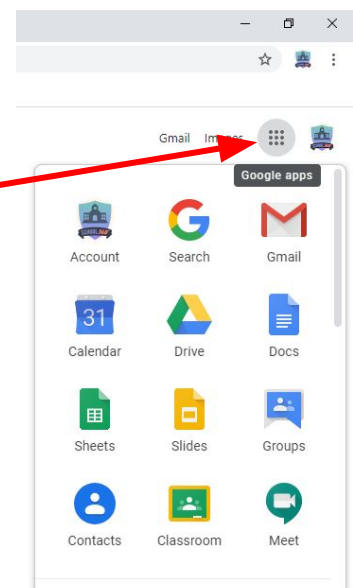 Gmail Images
Google apps
Account Search Gmail
31
Calendar Drive Docs
Sheets Slides Groups
Contacts Classroom Meet